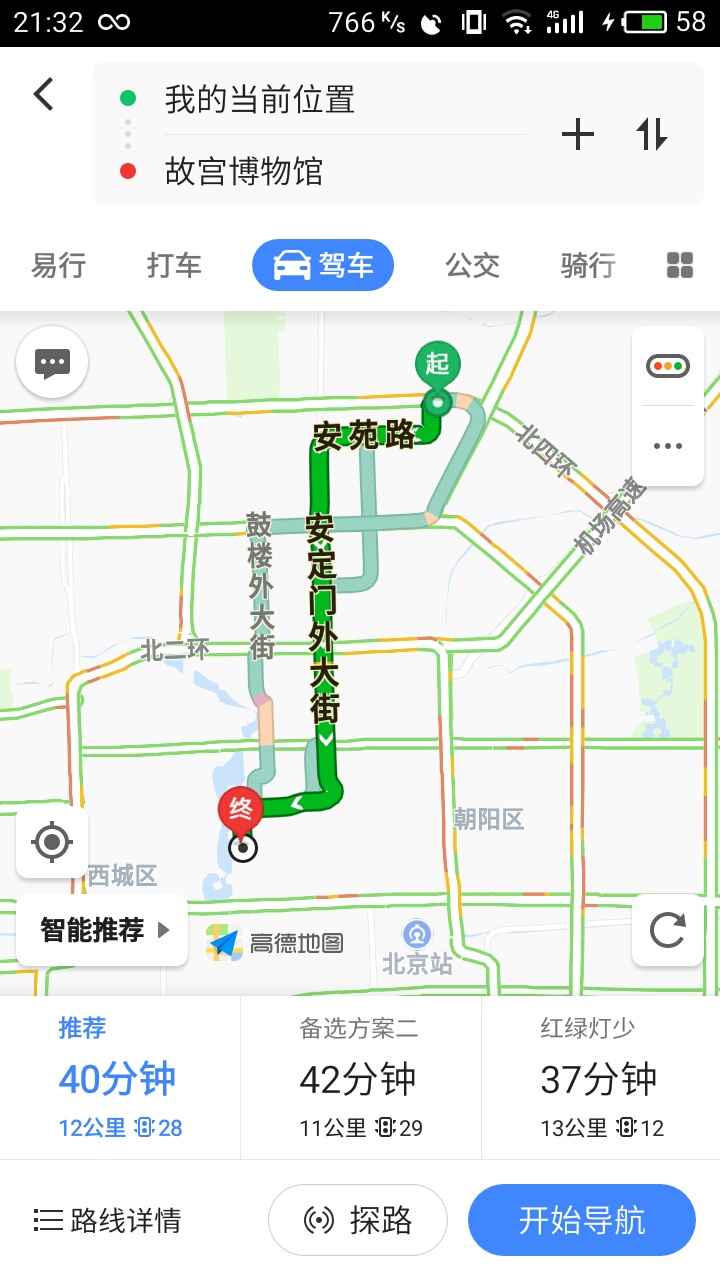 21:32 766 K/s 4G 58
我的当前位置
故宫博物馆
易行 打车 驾车 公交 骑行
起
安苑路
北四环
机场高速
鼓楼外大街
安定门外大街
北二环
终
朝阳区
西城区
智能推荐
高德地图
北京站
推荐 备选方案二 红绿灯少
40分钟 42分钟 37分钟
12公里 28 11公里 29 13公里 12
路线详情 探路 开始导航